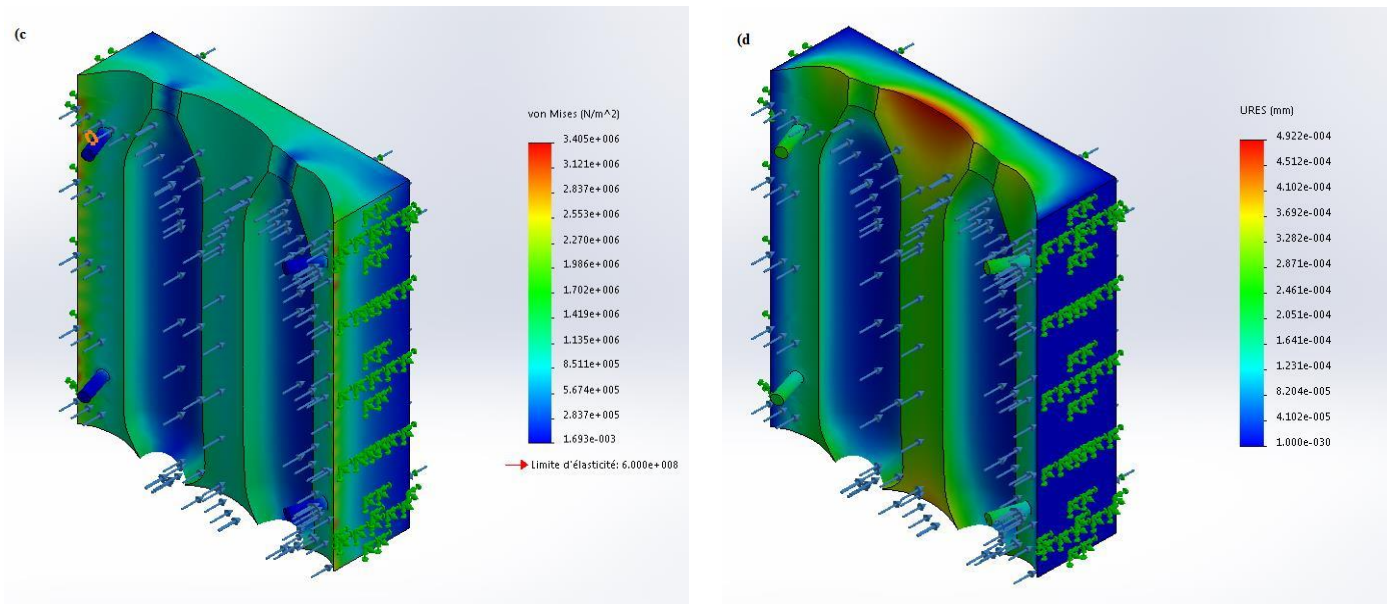 (c
von Mises (N/m^2)
3.405e+006
3.121e+006
2.837e+006
2.553e+006
2.270e+006
1.986e+006
1.702e+006
1.419e+006
1.135e+006
8.511e+005
5.674e+005
2.837e+005
1.693e-003
Limite d'élasticité: 6.000e+008
(d
URES (mm)
4.922e-004
4.512e-004
4.102e-004
3.692e-004
3.282e-004
2.871e-004
2.461e-004
2.051e-004
1.641e-004
1.231e-004
8.204e-005
4.102e-005
1.000e-030